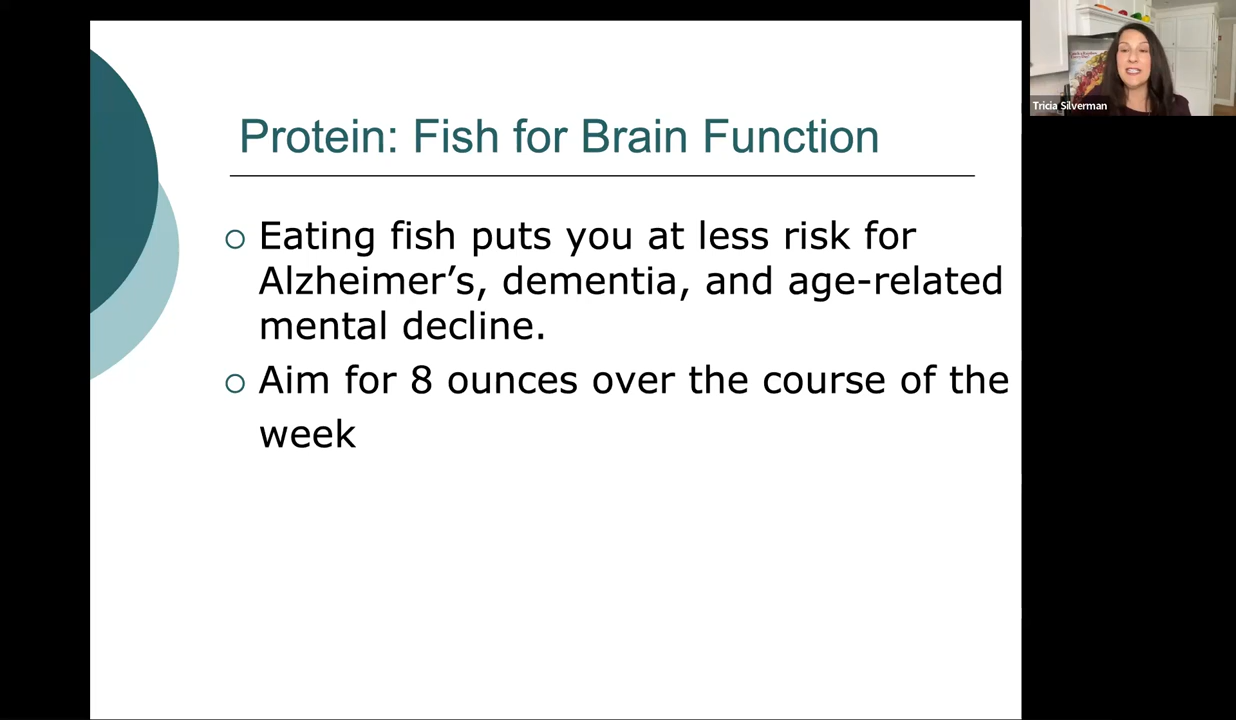 Protein: Fish for Brain Function
Eating fish puts you at less risk for
Alzheimer’s, dementia, and age-related
mental decline.
Aim for 8 ounces over the course of the
week
Tricia Silverman